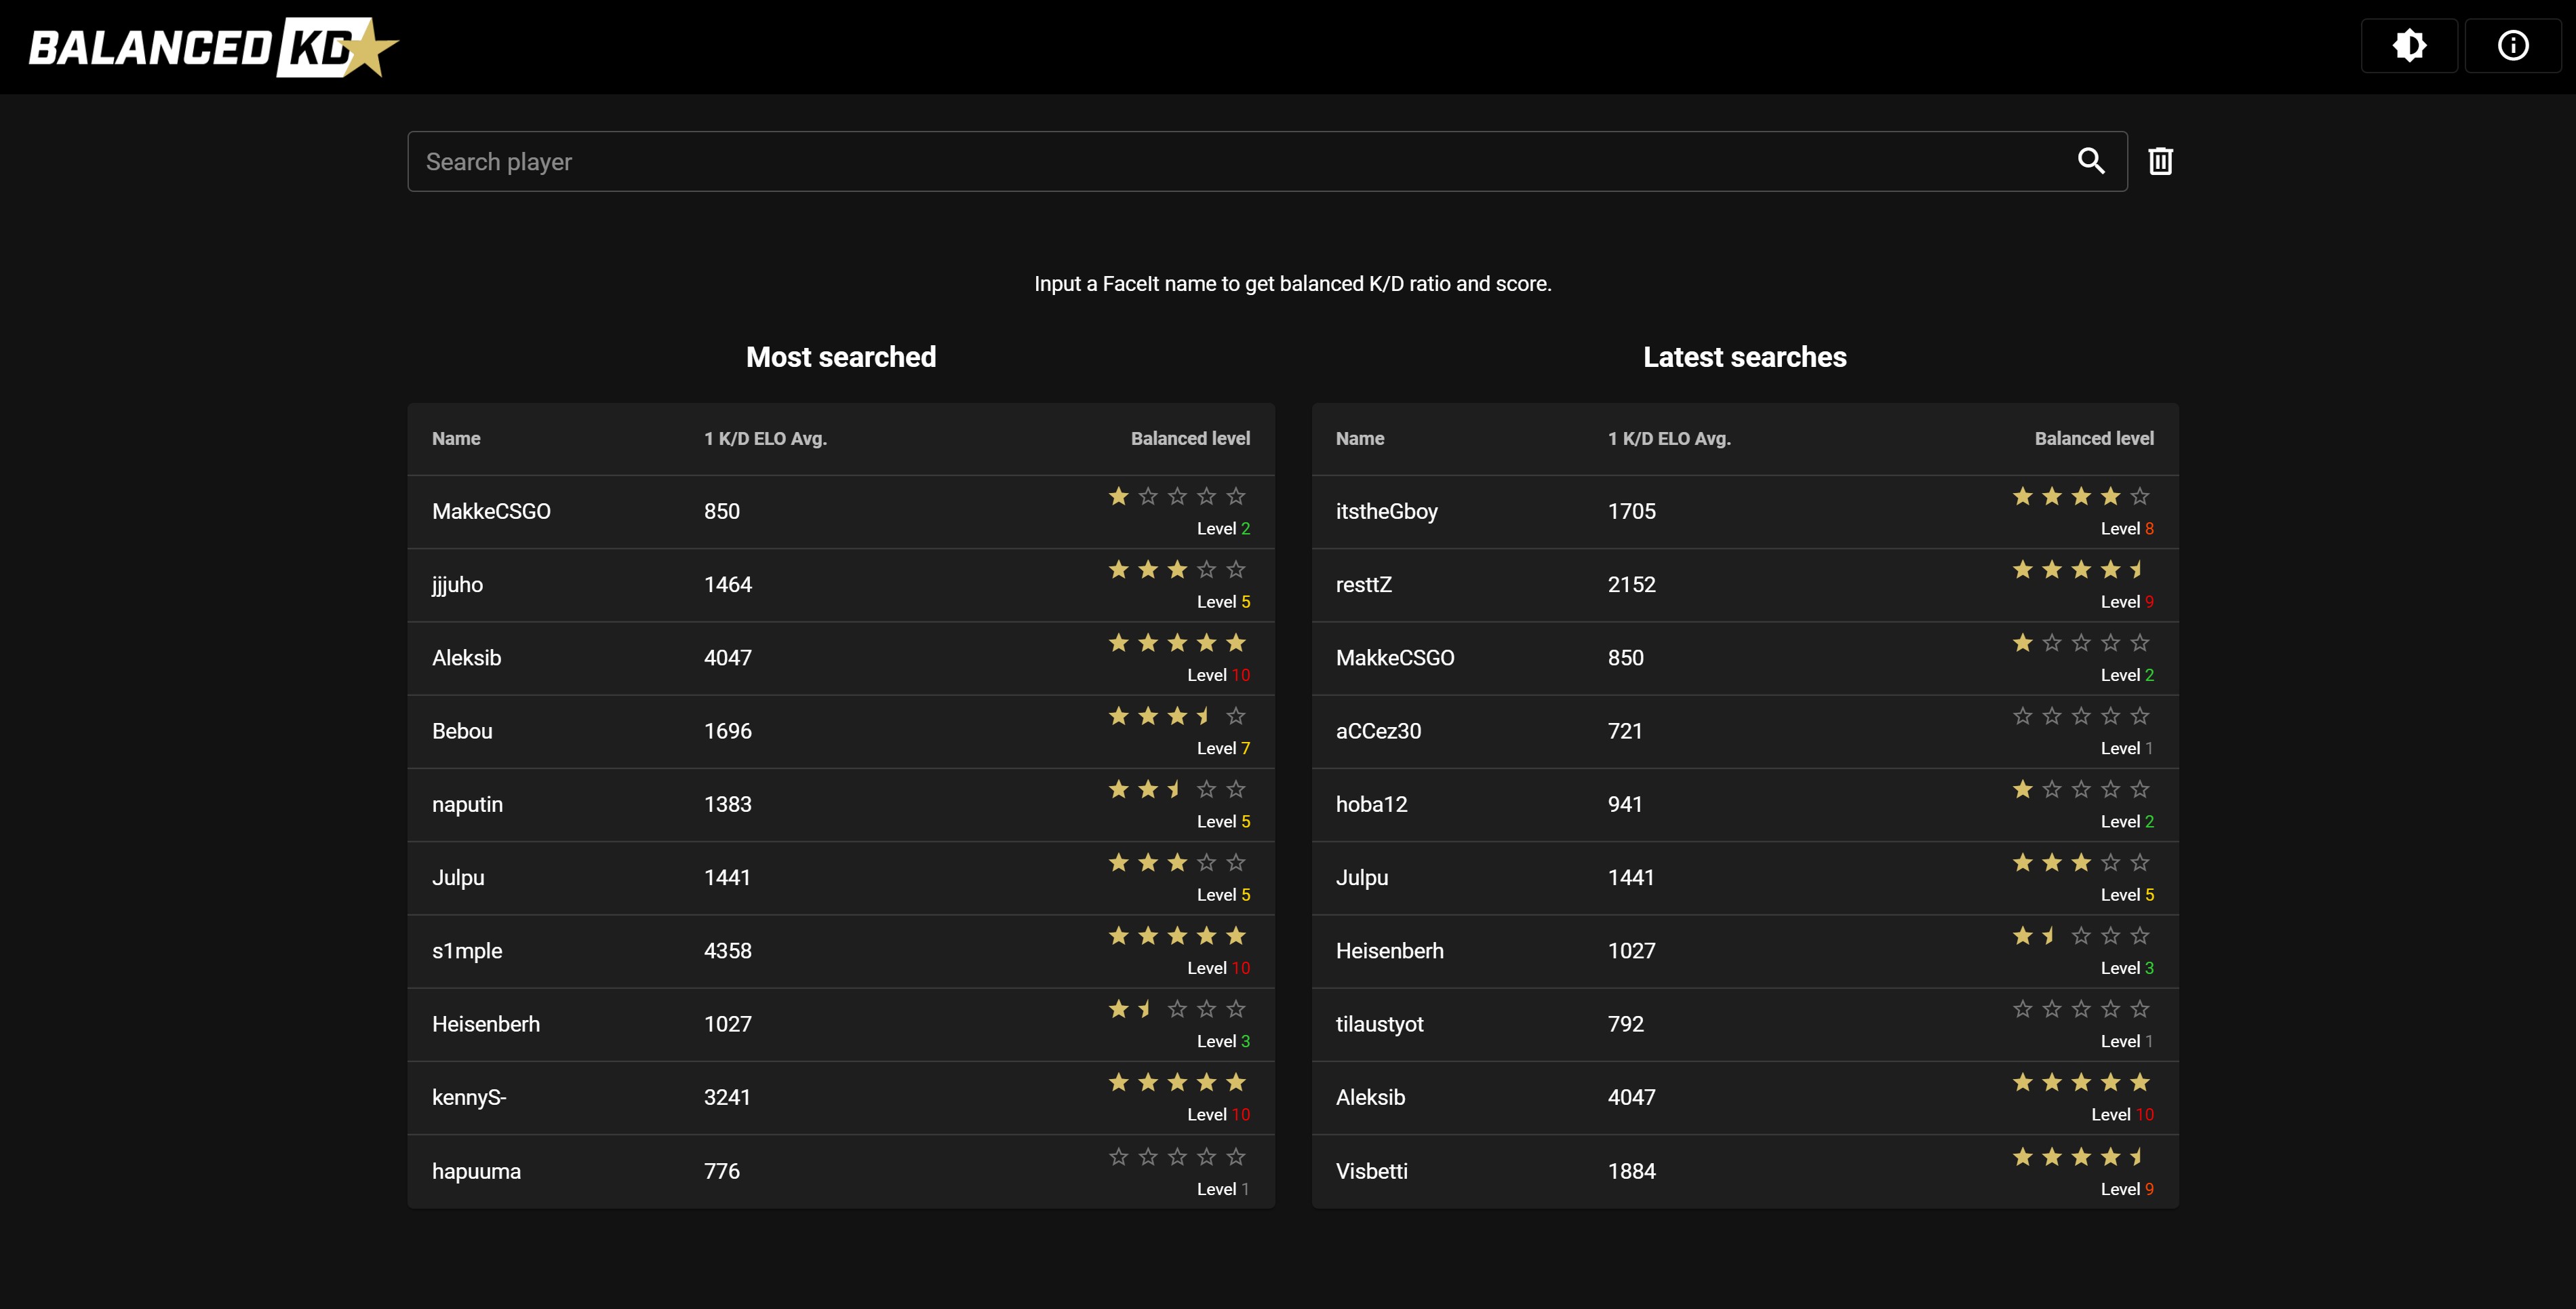 BALANCED KD
Search player
Input a FaceIt name to get balanced K/D ratio and score.
Most searched
Name 1 K/D ELO Avg. Balanced level
MakkeCSGO 850 Level 2
jjjuho 1464 Level 5
Aleksib 4047 Level 10
Bebou 1696 Level 7
naputin 1383 Level 5
Julpu 1441 Level 5
s1mple 4358 Level 10
Heisenberh 1027 Level 3
kennyS- 3241 Level 10
hapuuma 776 Level 1
Latest searches
Name 1 K/D ELO Avg. Balanced level
itstheGboy 1705 Level 8
resttZ 2152 Level 9
MakkeCSGO 850 Level 2
aCCez30 721 Level 1
hoba12 941 Level 2
Julpu 1441 Level 5
Heisenberh 1027 Level 3
tilaustyot 792 Level 1
Aleksib 4047 Level 10
Visbetti 1884 Level 9